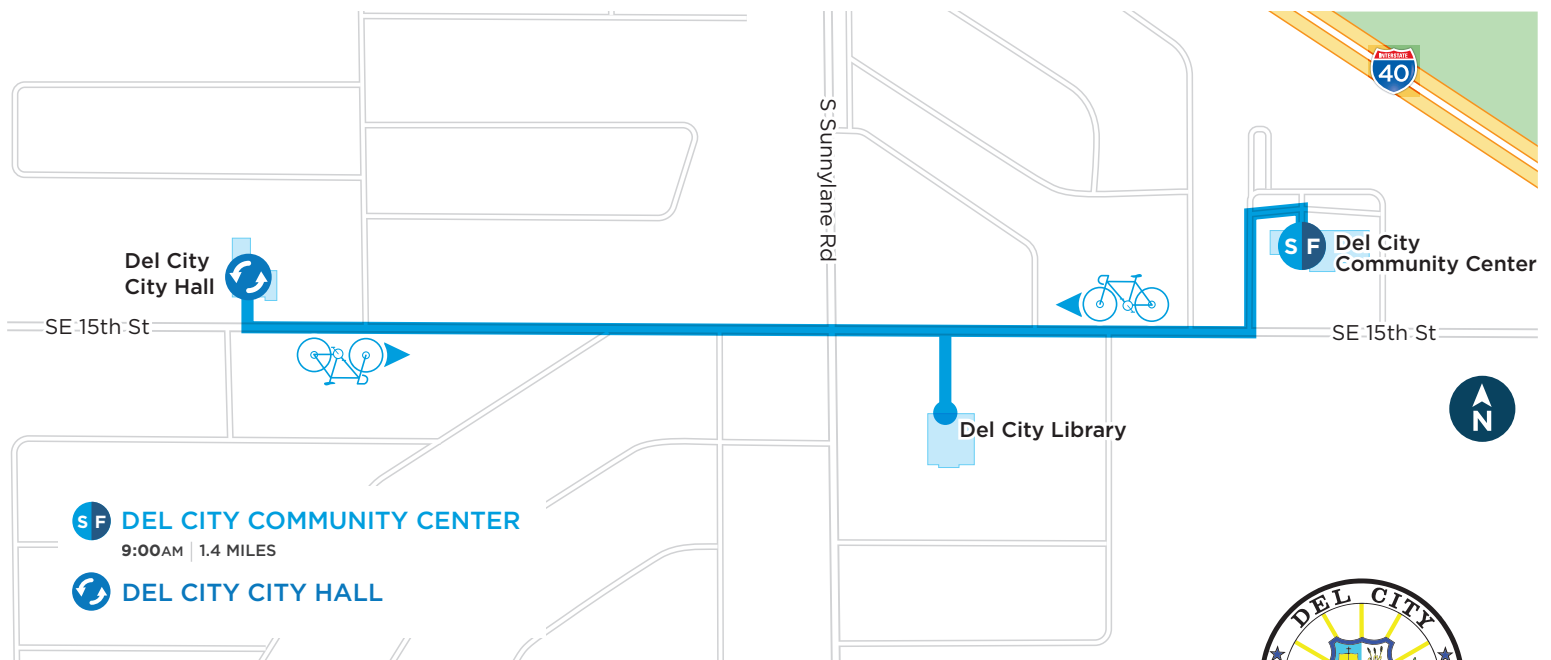 INTERSTATE
40
S Sunnylane Rd
Del City
City Hall
S F
Del City
Community Center
SE 15th St
SE 15th St
N
Del City Library
S F DEL CITY COMMUNITY CENTER
9:00AM | 1.4 MILES
DEL CITY CITY HALL
DEL CITY